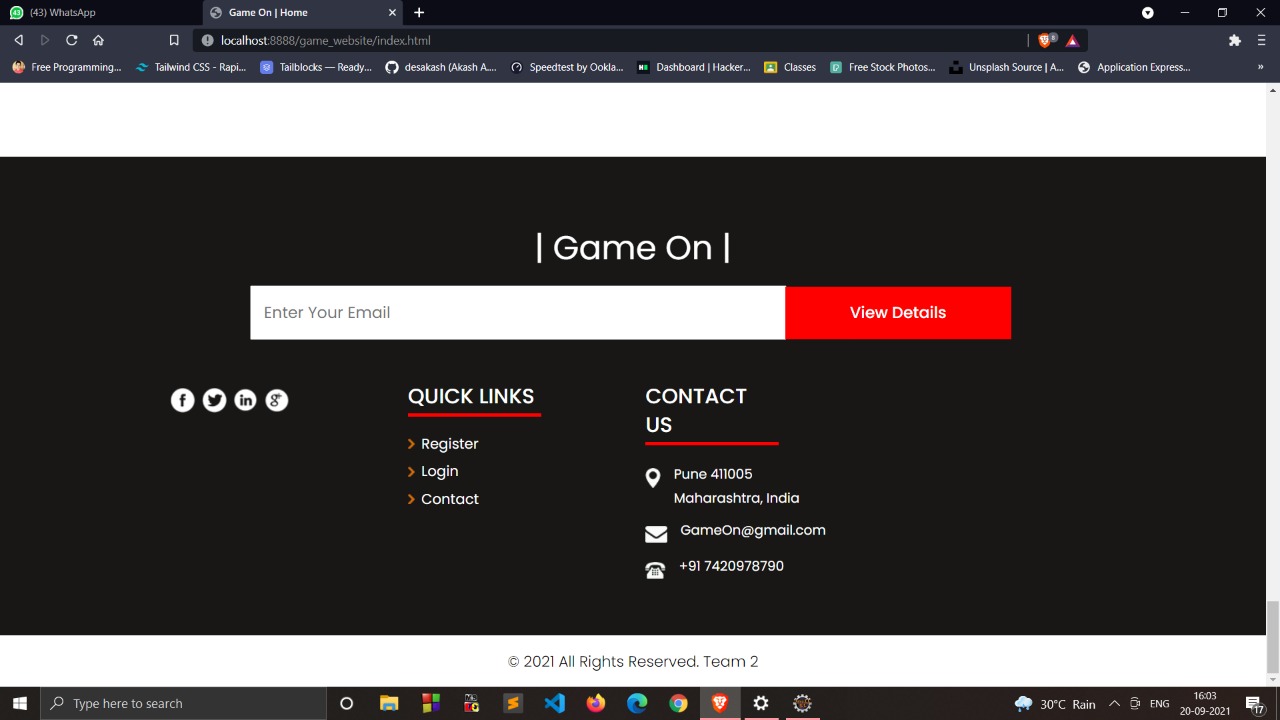 (43) WhatsApp
Game On | Home
localhost:8888/game_website/index.html
8
Free Programming...
Tailwind CSS - Rapi...
Tailblocks — Ready...
desakash (Akash A....
Speedtest by Ookla...
Dashboard | Hacker...
Classes
Free Stock Photos...
Unsplash Source | A...
Application Express...
»
| Game On |
Enter Your Email
View Details
QUICK LINKS
Register
Login
Contact
CONTACT
US
Pune 411005
Maharashtra, India
GameOn@gmail.com
+91 7420978790
© 2021 All Rights Reserved. Team 2
Type here to search
30°C Rain
ENG
16:03
20-09-2021
17